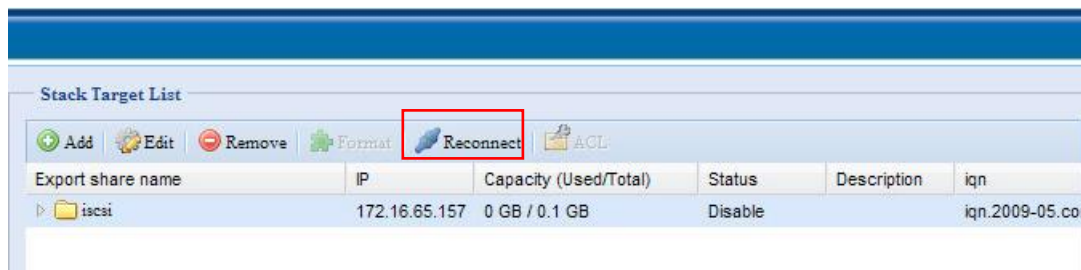 Stack Target List
Add Edit Remove Format Reconnect ACL
Export share name IP Capacity (Used/Total) Status Description iqn
iscsi 172.16.65.157 0 GB / 0.1 GB Disable iqn.2009-05.co